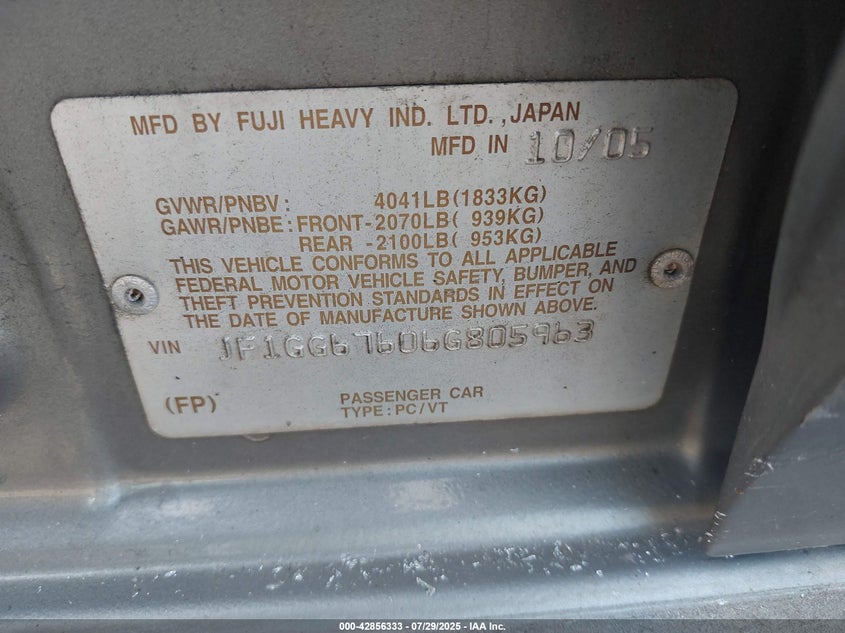 MFD BY FUJI HEAVY IND. LTD., JAPAN
MFD IN 10/05
GVWR/PNBV: 4041LB(1833KG)
GAWR/PNBE: FRONT-2070LB( 939KG)
REAR -2100LB( 953KG)
THIS VEHICLE CONFORMS TO ALL APPLICABLE
FEDERAL MOTOR VEHICLE SAFETY, BUMPER, AND
THEFT PREVENTION STANDARDS IN EFFECT ON
THE DATE OF MANUFACTURE SHOWN ABOVE.
VIN JF1GG67606G805963
(FP) PASSENGER CAR
TYPE: PC/VT
000-42856333 / 07/29/2025 - IAA Inc.